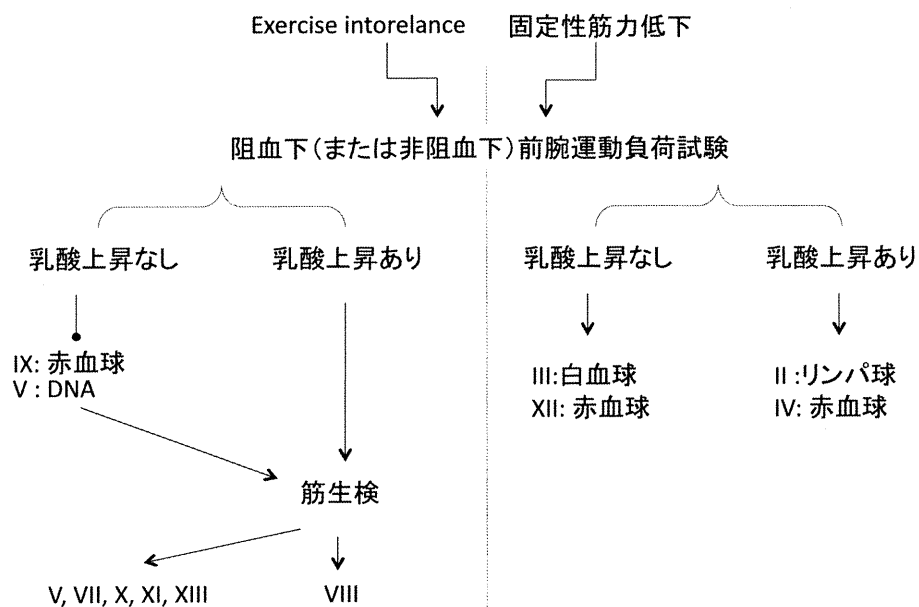 Exercise intorelance 固定性筋力低下
阻血下(または非阻血下)前腕運動負荷試験
乳酸上昇なし 乳酸上昇あり 乳酸上昇なし 乳酸上昇あり
IX: 赤血球
V : DNA
III:白血球
XII: 赤血球
II :リンパ球
IV: 赤血球
筋生検
V, VII, X, XI, XIII VIII